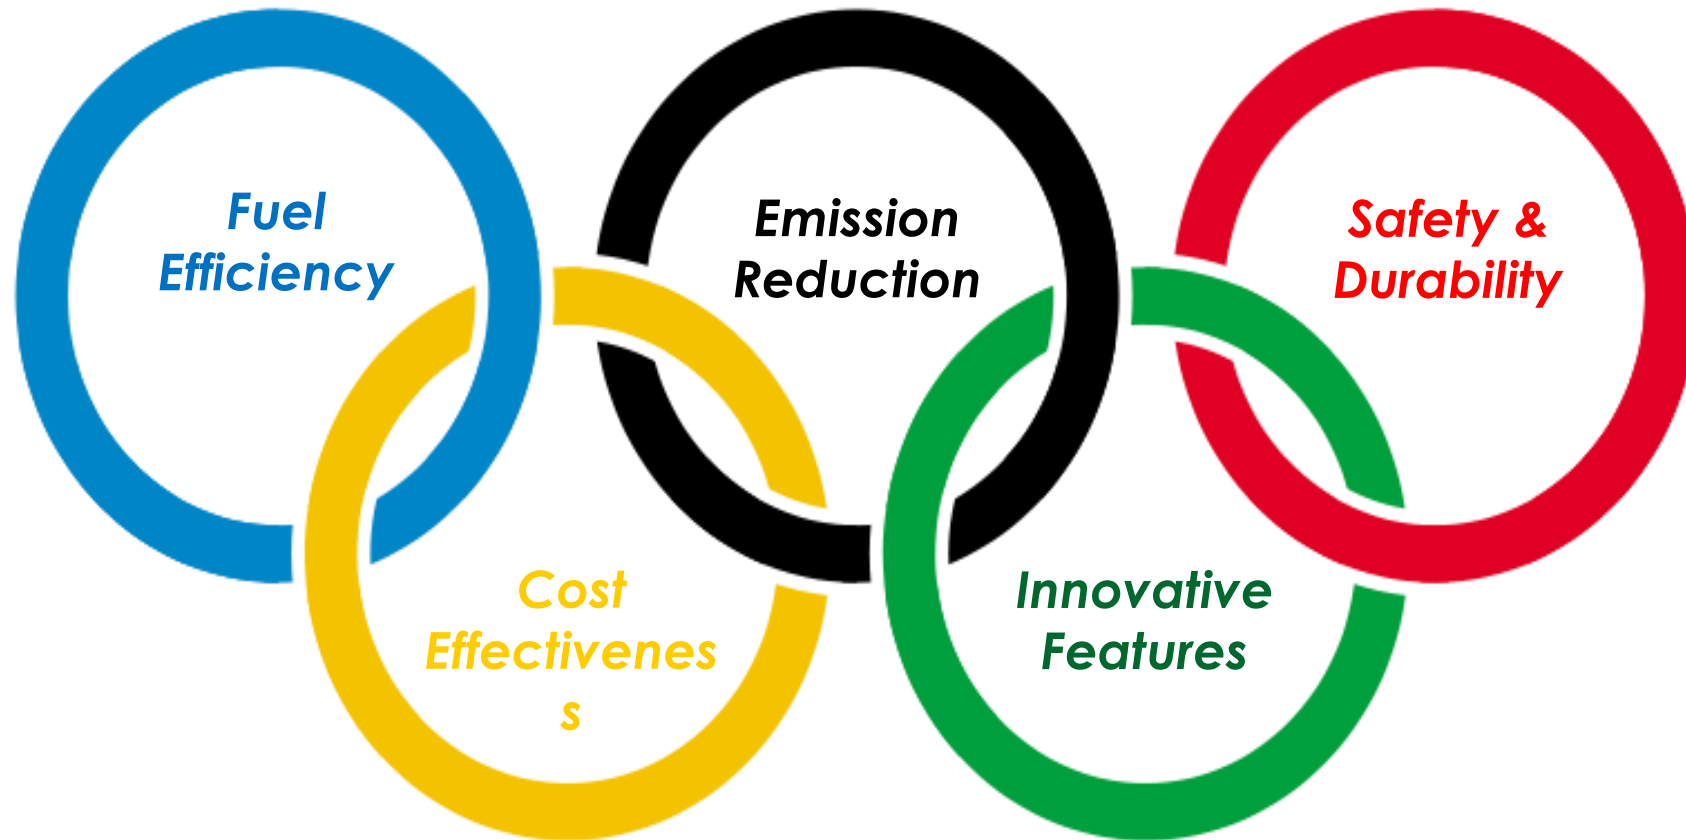 Fuel
Efficiency
Emission
Reduction
Safety &
Durability
Cost
Effectivenes
s
Innovative
Features